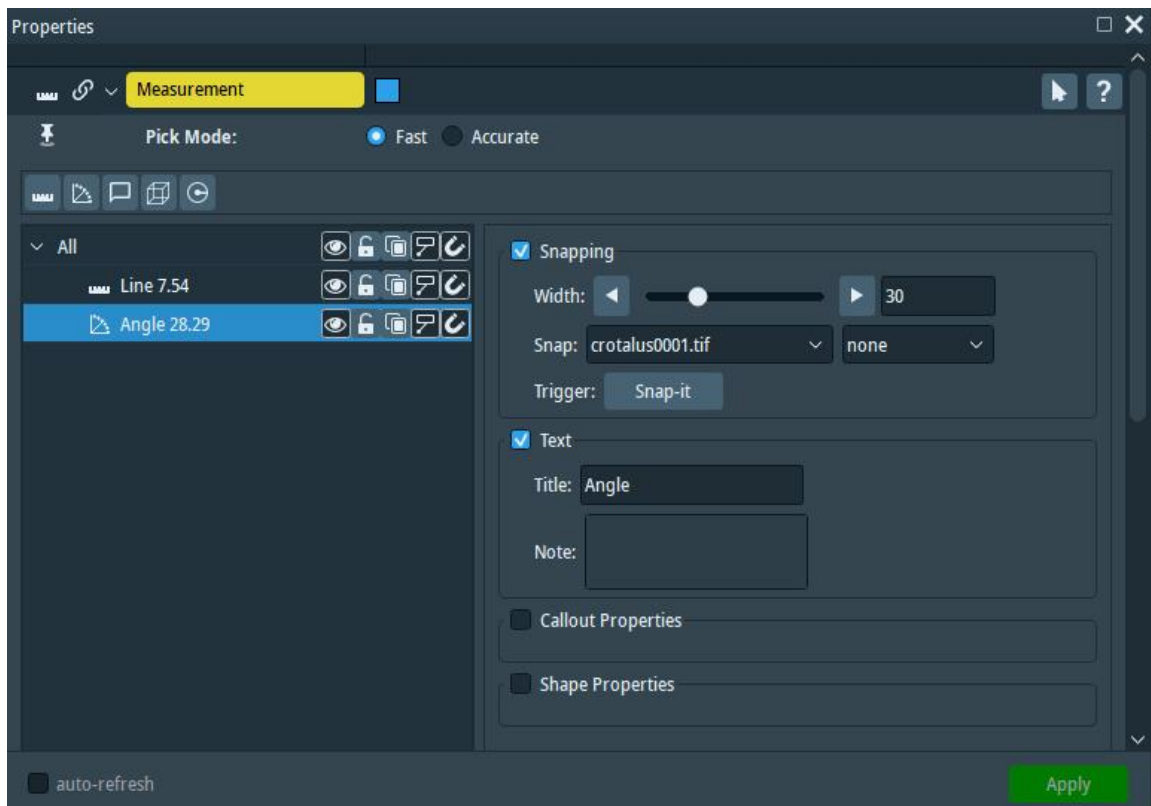 Properties
Measurement
?
Pick Mode: Fast Accurate
All
Line 7.54
Angle 28.29
Snapping
Width: 30
Snap: crotalus0001.tif none
Trigger: Snap-it
Text
Title: Angle
Note:
Callout Properties
Shape Properties
auto-refresh Apply